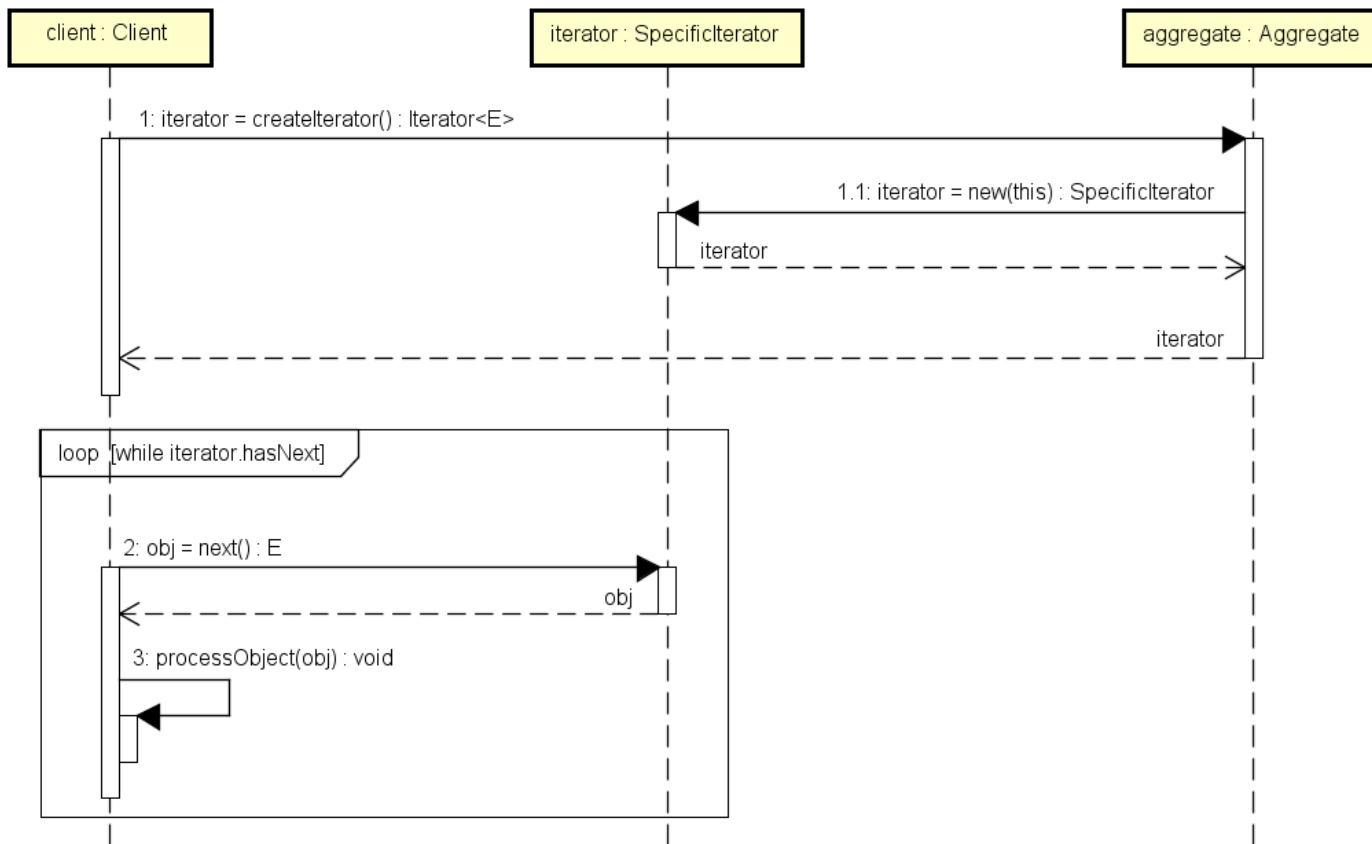 client : Client
iterator : SpecificIterator
aggregate : Aggregate
1: iterator = createIterator() : Iterator<E>
1.1: iterator = new(this) : SpecificIterator
iterator
iterator
loop [while iterator.hasNext]
2: obj = next() : E
obj
3: processObject(obj) : void